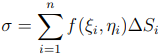 σ = ∑_{i=1}^{n} f(ξ_i, η_i)ΔS_i